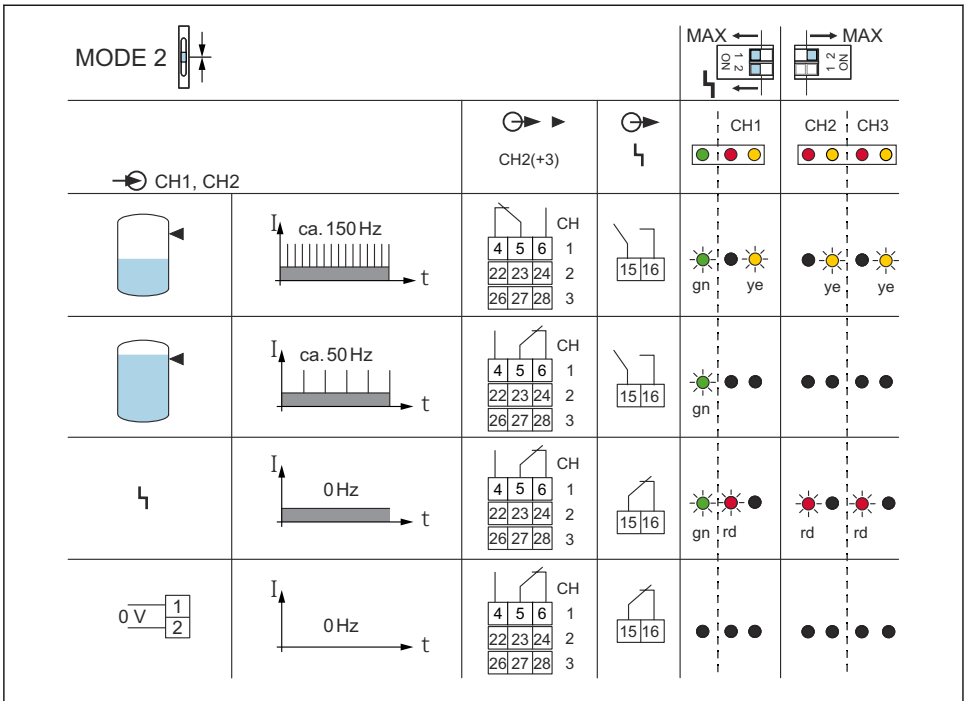 MODE 2
MAX
1 2
ON
MAX
1 2
ON
CH2(+3)
CH1
CH2
CH3
CH1, CH2
I
ca. 150 Hz
t
CH
4 5 6 1
22 23 24 2
26 27 28 3
15 16
gn ye
ye ye
I
ca. 50 Hz
t
CH
4 5 6 1
22 23 24 2
26 27 28 3
15 16
gn
I
0 Hz
t
CH
4 5 6 1
22 23 24 2
26 27 28 3
15 16
gn rd
rd rd
0 V
1
2
I
0 Hz
t
CH
4 5 6 1
22 23 24 2
26 27 28 3
15 16